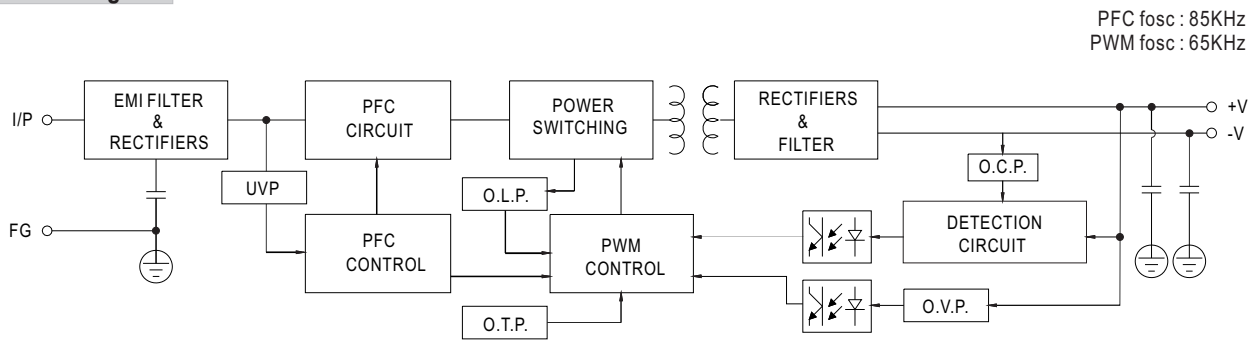 PFC fosc : 85KHz
PWM fosc : 65KHz
I/P
EMI FILTER
&
RECTIFIERS
PFC
CIRCUIT
POWER
SWITCHING
RECTIFIERS
&
FILTER
+V
-V
UVP
O.L.P.
O.C.P.
FG
PFC
CONTROL
PWM
CONTROL
DETECTION
CIRCUIT
O.T.P.
O.V.P.